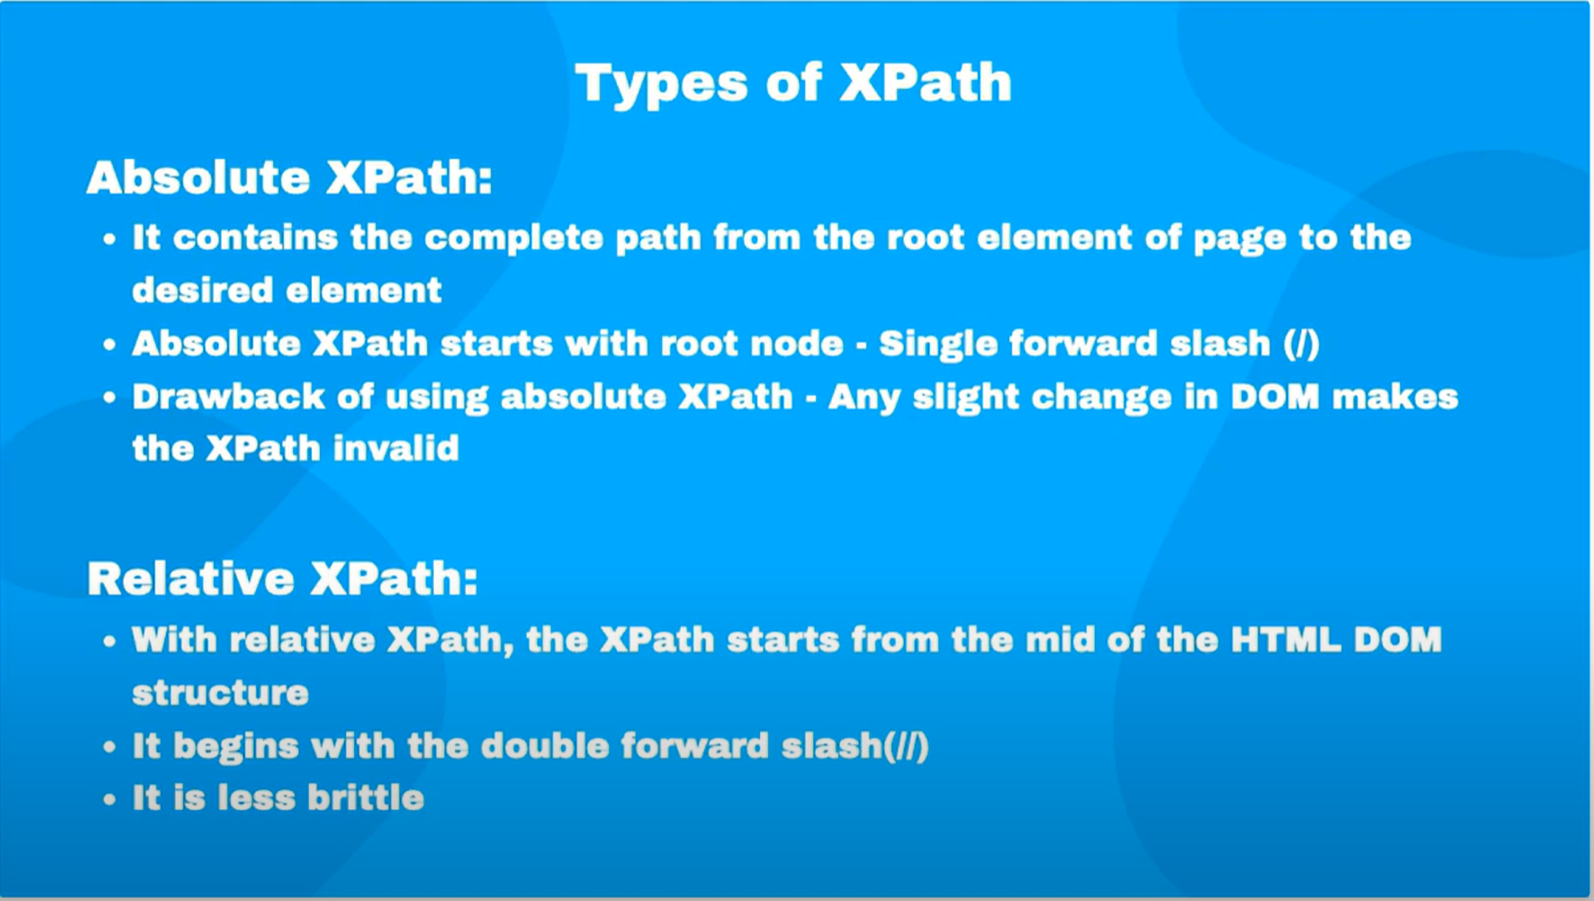 Types of XPath
Absolute XPath:
• It contains the complete path from the root element of page to the
desired element
• Absolute XPath starts with root node - Single forward slash (/)
• Drawback of using absolute XPath - Any slight change in DOM makes
the XPath invalid
Relative XPath:
• With relative XPath, the XPath starts from the mid of the HTML DOM
structure
• It begins with the double forward slash(//)
• It is less brittle